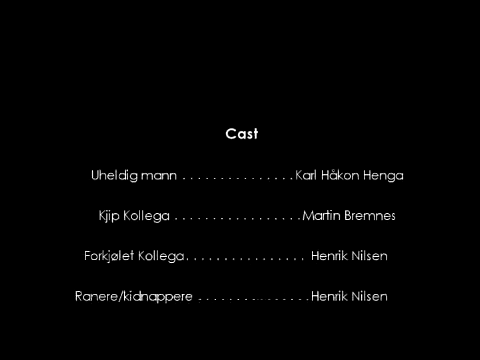 Cast
Uheldig mann . . . . . . . . . . . . . . . Karl Håkon Henga
Kjip Kollega . . . . . . . . . . . . . . . . . Martin Bremnes
Forkjølet Kollega . . . . . . . . . . . . . . . . Henrik Nilsen
Ranere/kidnappere . . . . . . . . . . . . . . . Henrik Nilsen